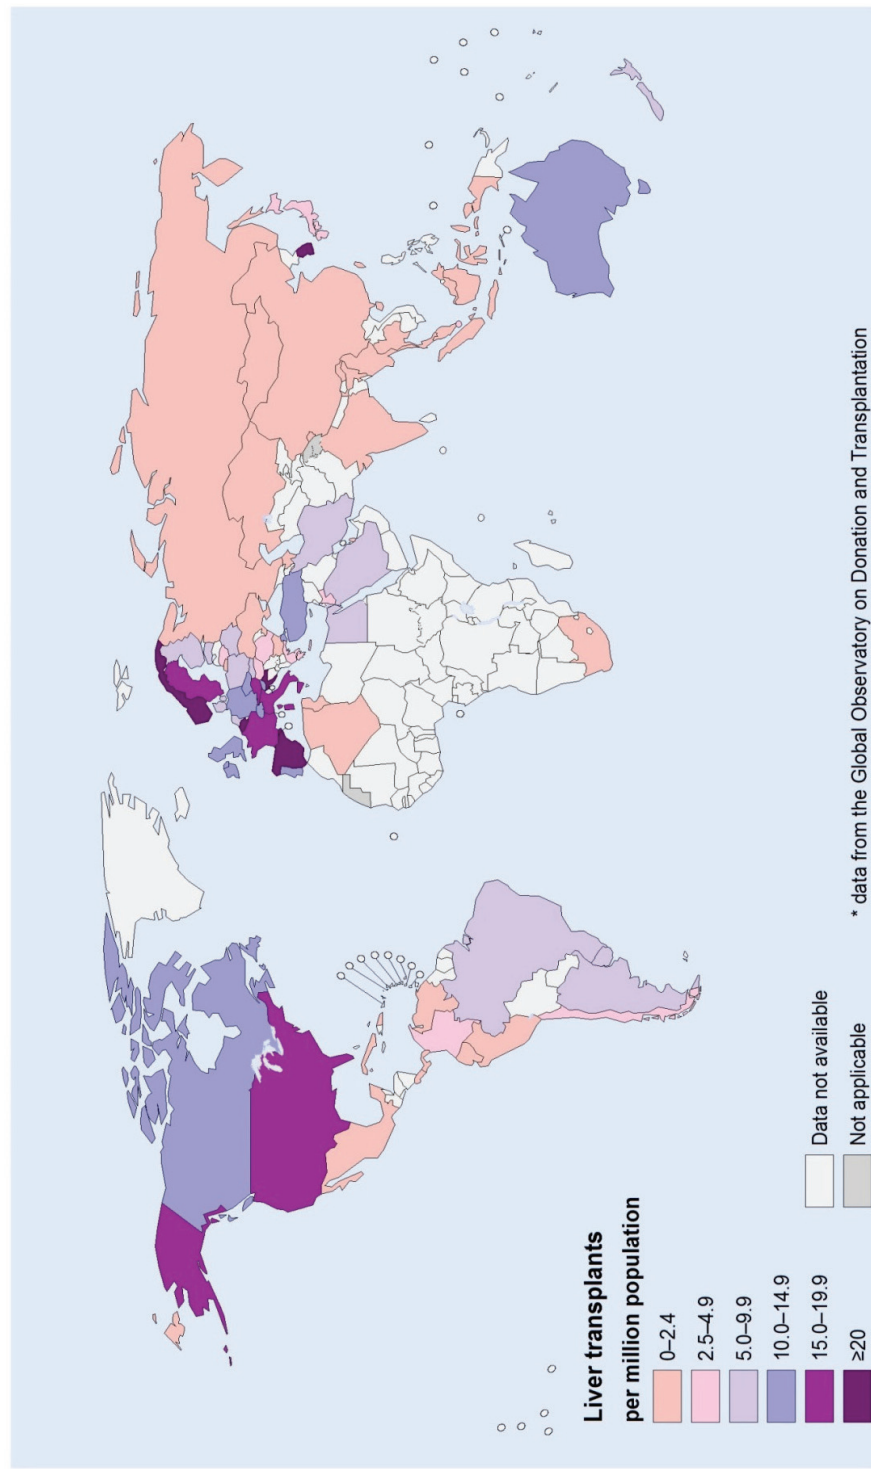 Liver transplants
per million population
0–2.4
2.5–4.9
5.0–9.9
10.0–14.9
15.0–19.9
≥20
Data not available
Not applicable
* data from the Global Observatory on Donation and Transplantation